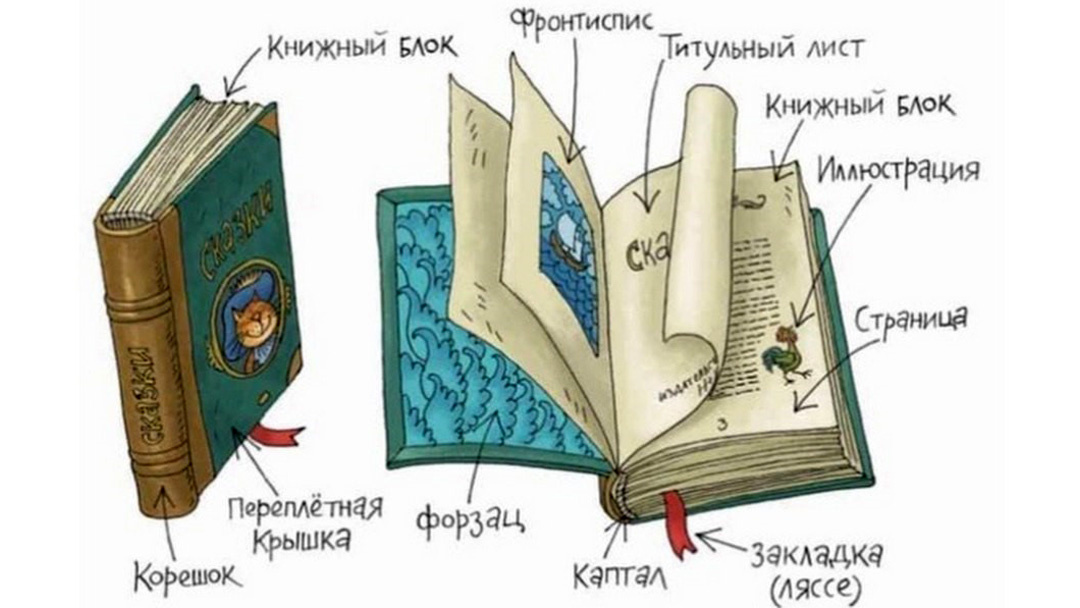 Фронтиспис
Книжный блок
Титульный лист
Книжный блок
Иллюстрация
Сказки
Ска
Страница
Сказки
издательст
3
Переплётная
крышка
Форзац
Корешок
Каптал
Закладка
(ляссе)